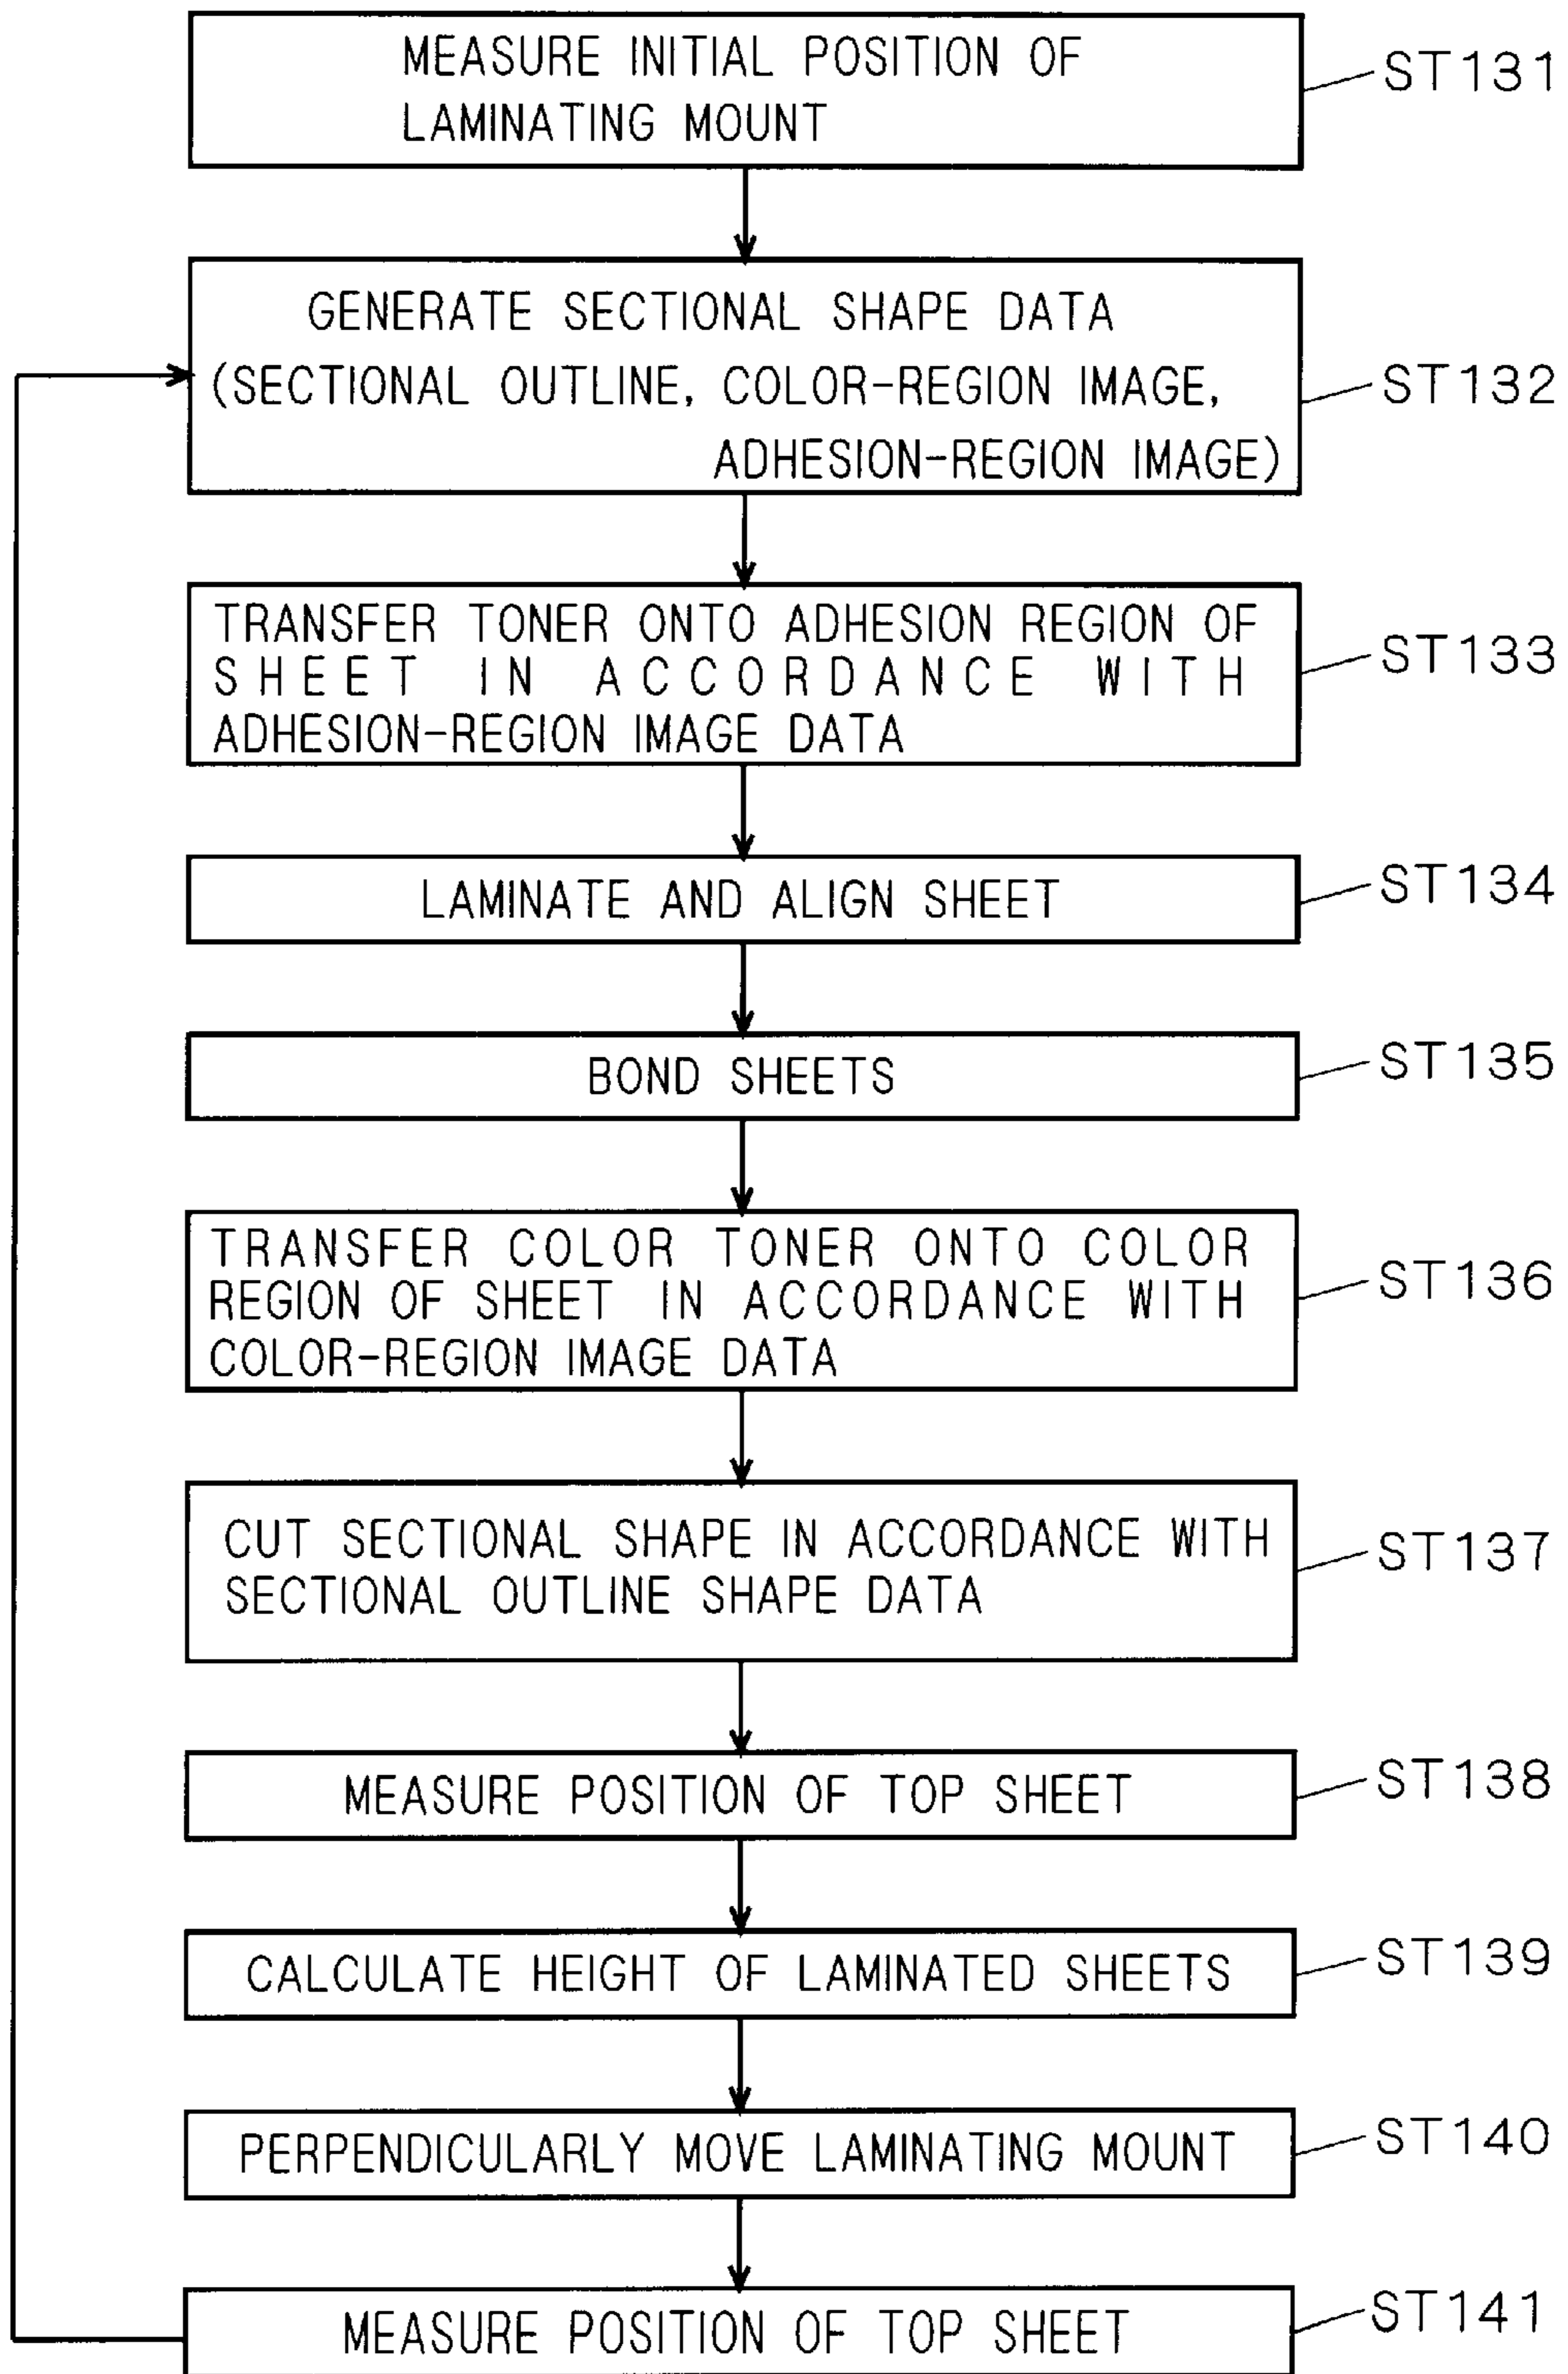 MEASURE INITIAL POSITION OF
LAMINATING MOUNT
ST131
GENERATE SECTIONAL SHAPE DATA
(SECTIONAL OUTLINE, COLOR-REGION IMAGE,
ADHESION-REGION IMAGE)
ST132
TRANSFER TONER ONTO ADHESION REGION OF
SHEET IN ACCORDANCE WITH
ADHESION-REGION IMAGE DATA
ST133
LAMINATE AND ALIGN SHEET
ST134
BOND SHEETS
ST135
TRANSFER COLOR TONER ONTO COLOR
REGION OF SHEET IN ACCORDANCE WITH
COLOR-REGION IMAGE DATA
ST136
CUT SECTIONAL SHAPE IN ACCORDANCE WITH
SECTIONAL OUTLINE SHAPE DATA
ST137
MEASURE POSITION OF TOP SHEET
ST138
CALCULATE HEIGHT OF LAMINATED SHEETS
ST139
PERPENDICULARLY MOVE LAMINATING MOUNT
ST140
MEASURE POSITION OF TOP SHEET
ST141